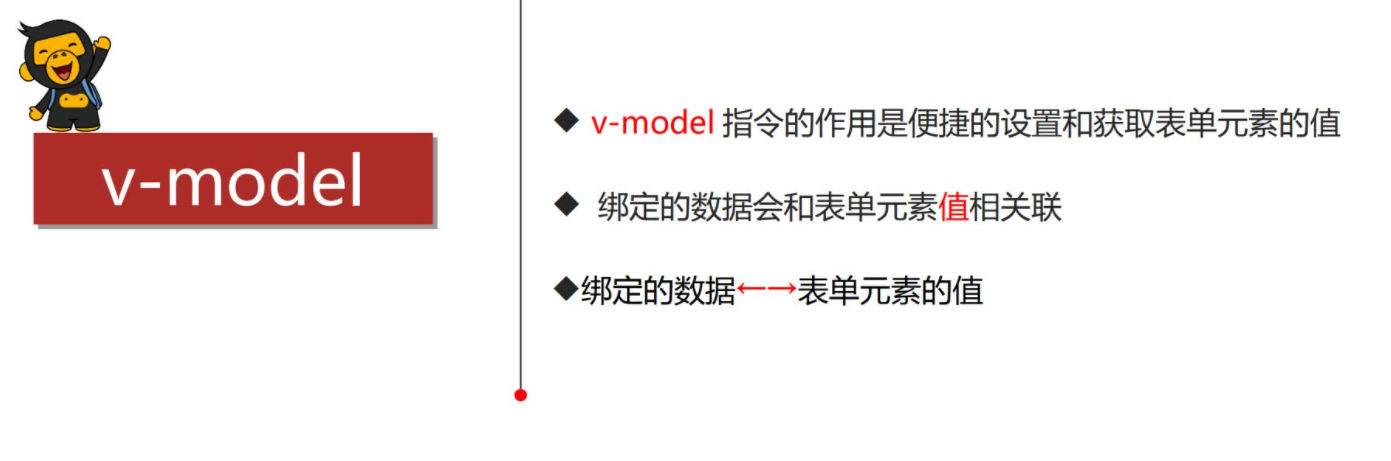 v-model
◆ v-model 指令的作用是便捷的设置和获取表单元素的值
◆ 绑定的数据会和表单元素值相关联
◆绑定的数据←→表单元素的值